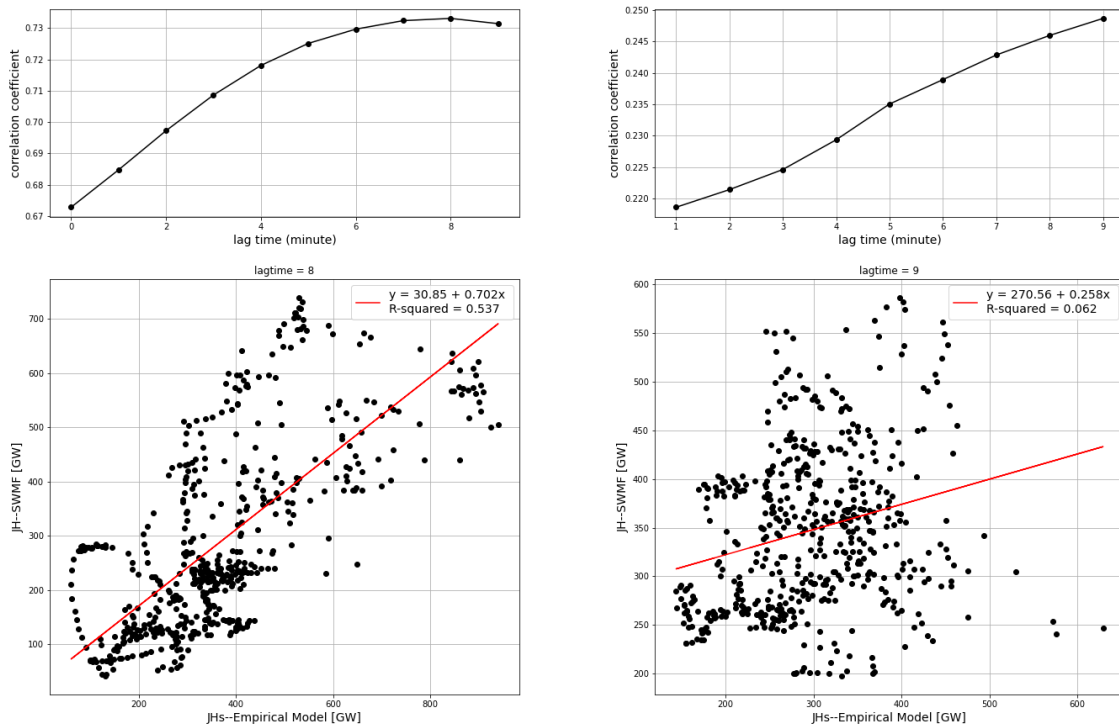 0.73
0.72
0.71
0.70
0.69
0.68
0.67
correlation coefficient
0 2 4 6 8
lag time (minute)
0.250
0.245
0.240
0.235
0.230
0.225
0.220
correlation coefficient
1 2 3 4 5 6 7 8 9
lag time (minute)
lagtime = 8
y = 30.85 + 0.702x
R-squared = 0.537
700
600
500
400
300
200
100
JH--SWMF [GW]
200 400 600 800
JHs--Empirical Model [GW]
lagtime = 9
y = 270.56 + 0.258x
R-squared = 0.062
600
550
500
450
400
350
300
250
200
JH--SWMF [GW]
200 300 400 500 600
JHs--Empirical Model [GW]